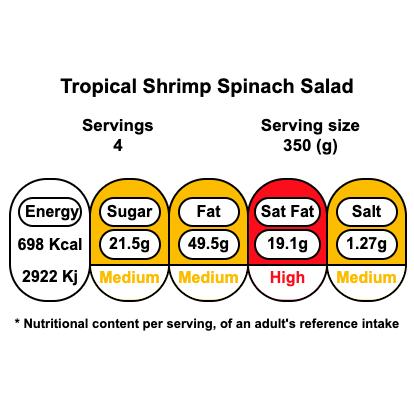 Tropical Shrimp Spinach Salad
Servings Serving size
4 350 (g)
Energy Sugar Fat Sat Fat Salt
698 Kcal 21.5g 49.5g 19.1g 1.27g
2922 Kj Medium Medium High Medium
* Nutritional content per serving, of an adult's reference intake